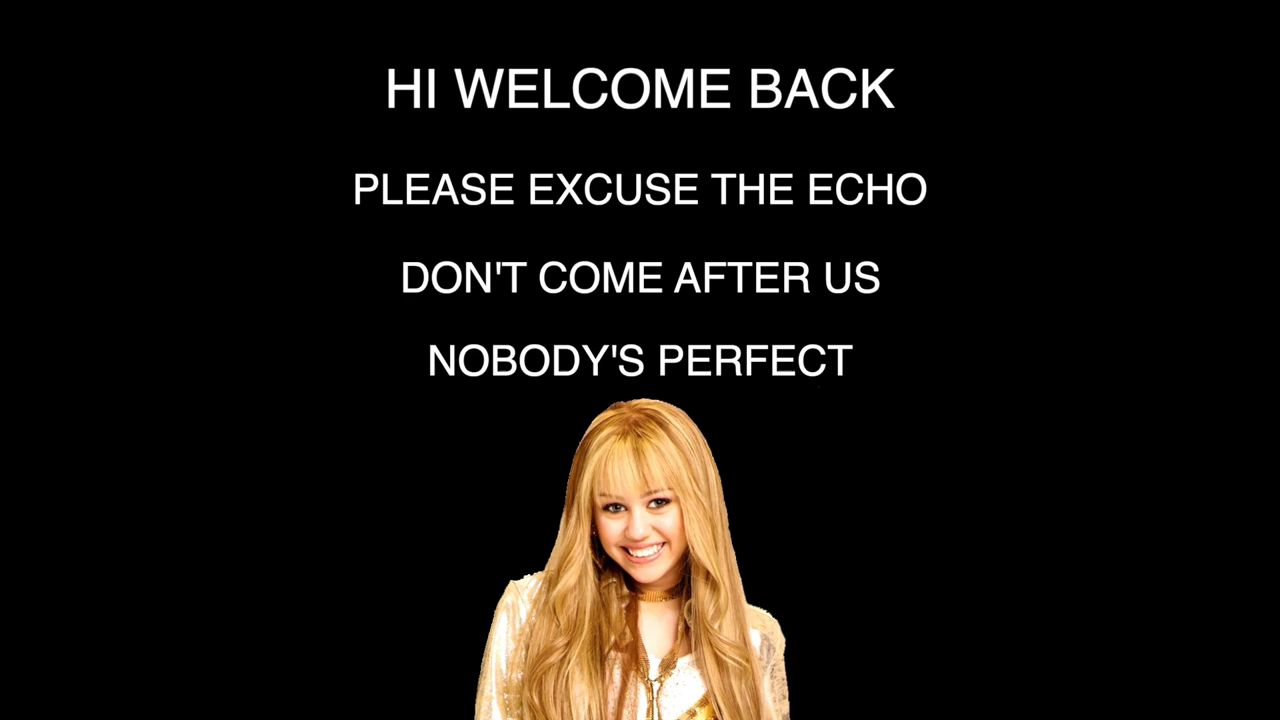 HI WELCOME BACK
PLEASE EXCUSE THE ECHO
DON'T COME AFTER US
NOBODY'S PERFECT